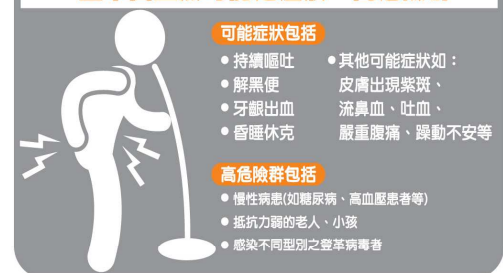 可能症狀包括
• 持續嘔吐
• 解黑便
• 牙齦出血
• 昏睡休克
• 其他可能症狀如：
皮膚出現紫斑、
流鼻血、吐血、
嚴重腹痛、躁動不安等
高危險群包括
• 慢性病患(如糖尿病、高血壓患者等)
• 抵抗力弱的老人、小孩
• 感染不同型別之登革病毒者